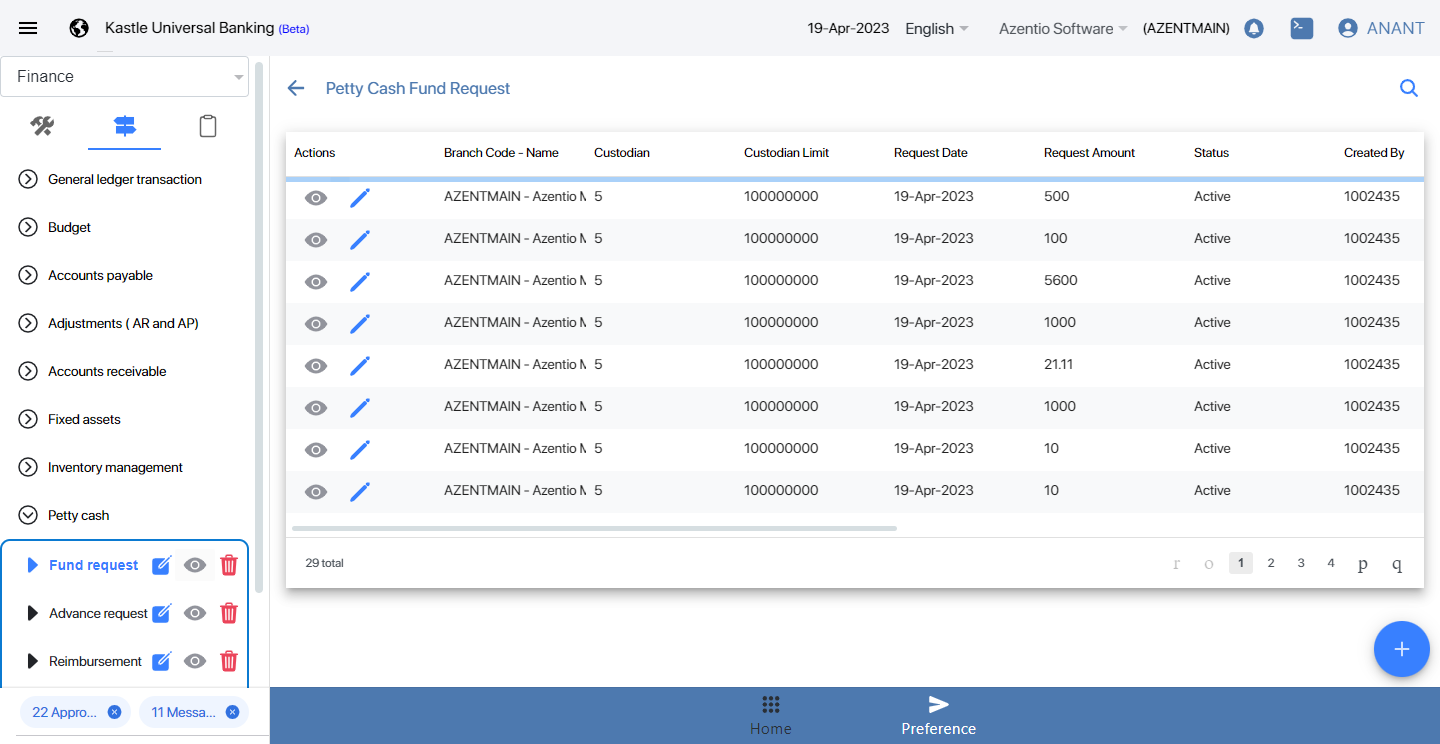 Kastle Universal Banking (Beta) 19-Apr-2023 English Azentio Software (AZENTMAIN) ANANT
Finance
General ledger transaction
Budget
Accounts payable
Adjustments ( AR and AP)
Accounts receivable
Fixed assets
Inventory management
Petty cash
Fund request
Advance request
Reimbursement
22 Appro...
11 Messa...
Petty Cash Fund Request
Actions Branch Code - Name Custodian Custodian Limit Request Date Request Amount Status Created By
AZENTMAIN - Azentio M 5 100000000 19-Apr-2023 500 Active 1002435
AZENTMAIN - Azentio M 5 100000000 19-Apr-2023 100 Active 1002435
AZENTMAIN - Azentio M 5 100000000 19-Apr-2023 5600 Active 1002435
AZENTMAIN - Azentio M 5 100000000 19-Apr-2023 1000 Active 1002435
AZENTMAIN - Azentio M 5 100000000 19-Apr-2023 21.11 Active 1002435
AZENTMAIN - Azentio M 5 100000000 19-Apr-2023 1000 Active 1002435
AZENTMAIN - Azentio M 5 100000000 19-Apr-2023 10 Active 1002435
AZENTMAIN - Azentio M 5 100000000 19-Apr-2023 10 Active 1002435
29 total r o 1 2 3 4 p q
Home
Preference